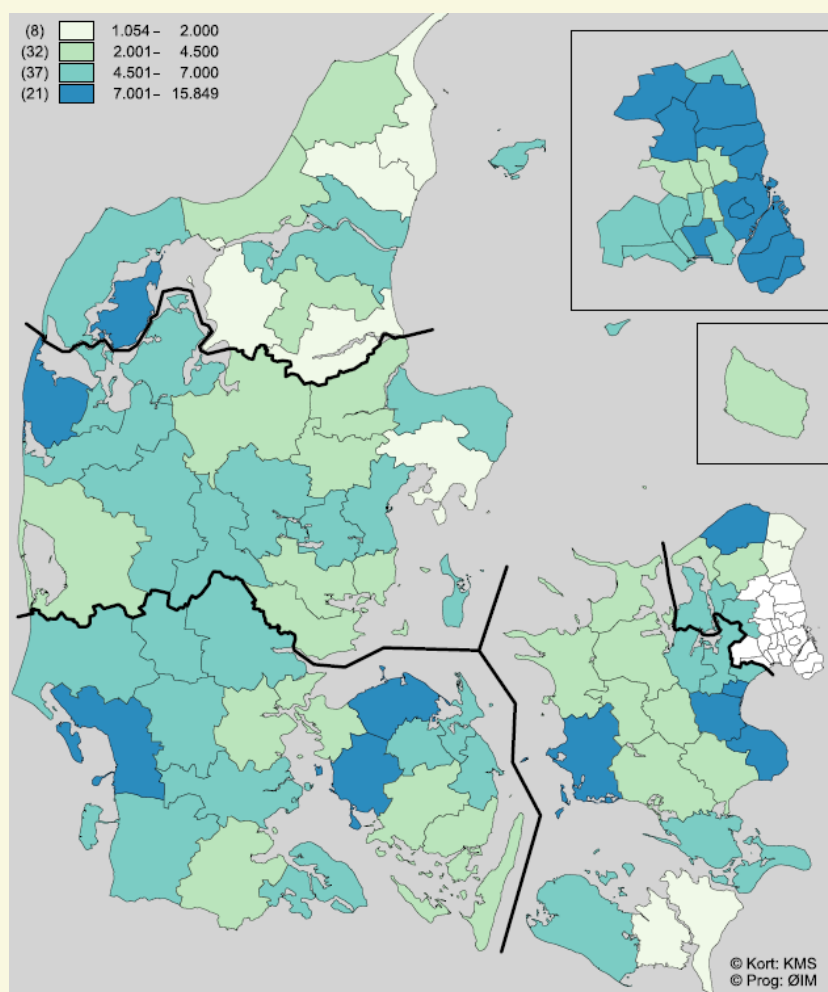 (8) 1.054 – 2.000
(32) 2.001 – 4.500
(37) 4.501 – 7.000
(21) 7.001 – 15.849
© Kort: KMS
© Prog: ØIM